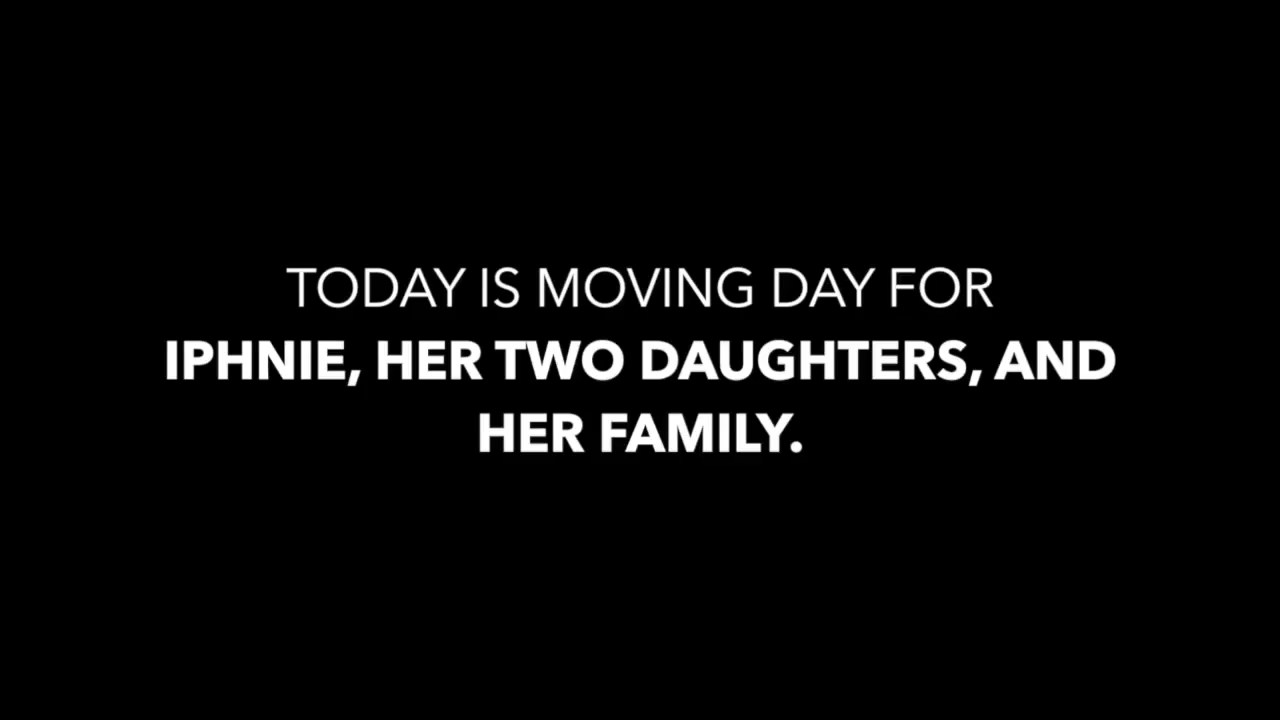 TODAY IS MOVING DAY FOR
IPHNIE, HER TWO DAUGHTERS, AND
HER FAMILY.